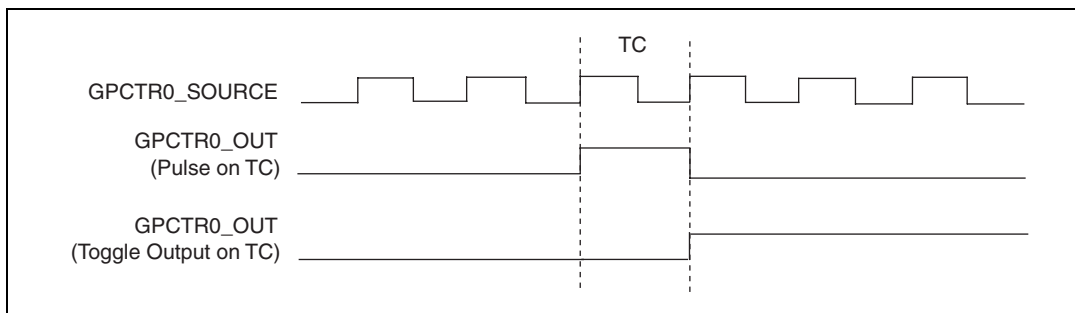 TC
GPCTR0_SOURCE
GPCTR0_OUT
(Pulse on TC)
GPCTR0_OUT
(Toggle Output on TC)